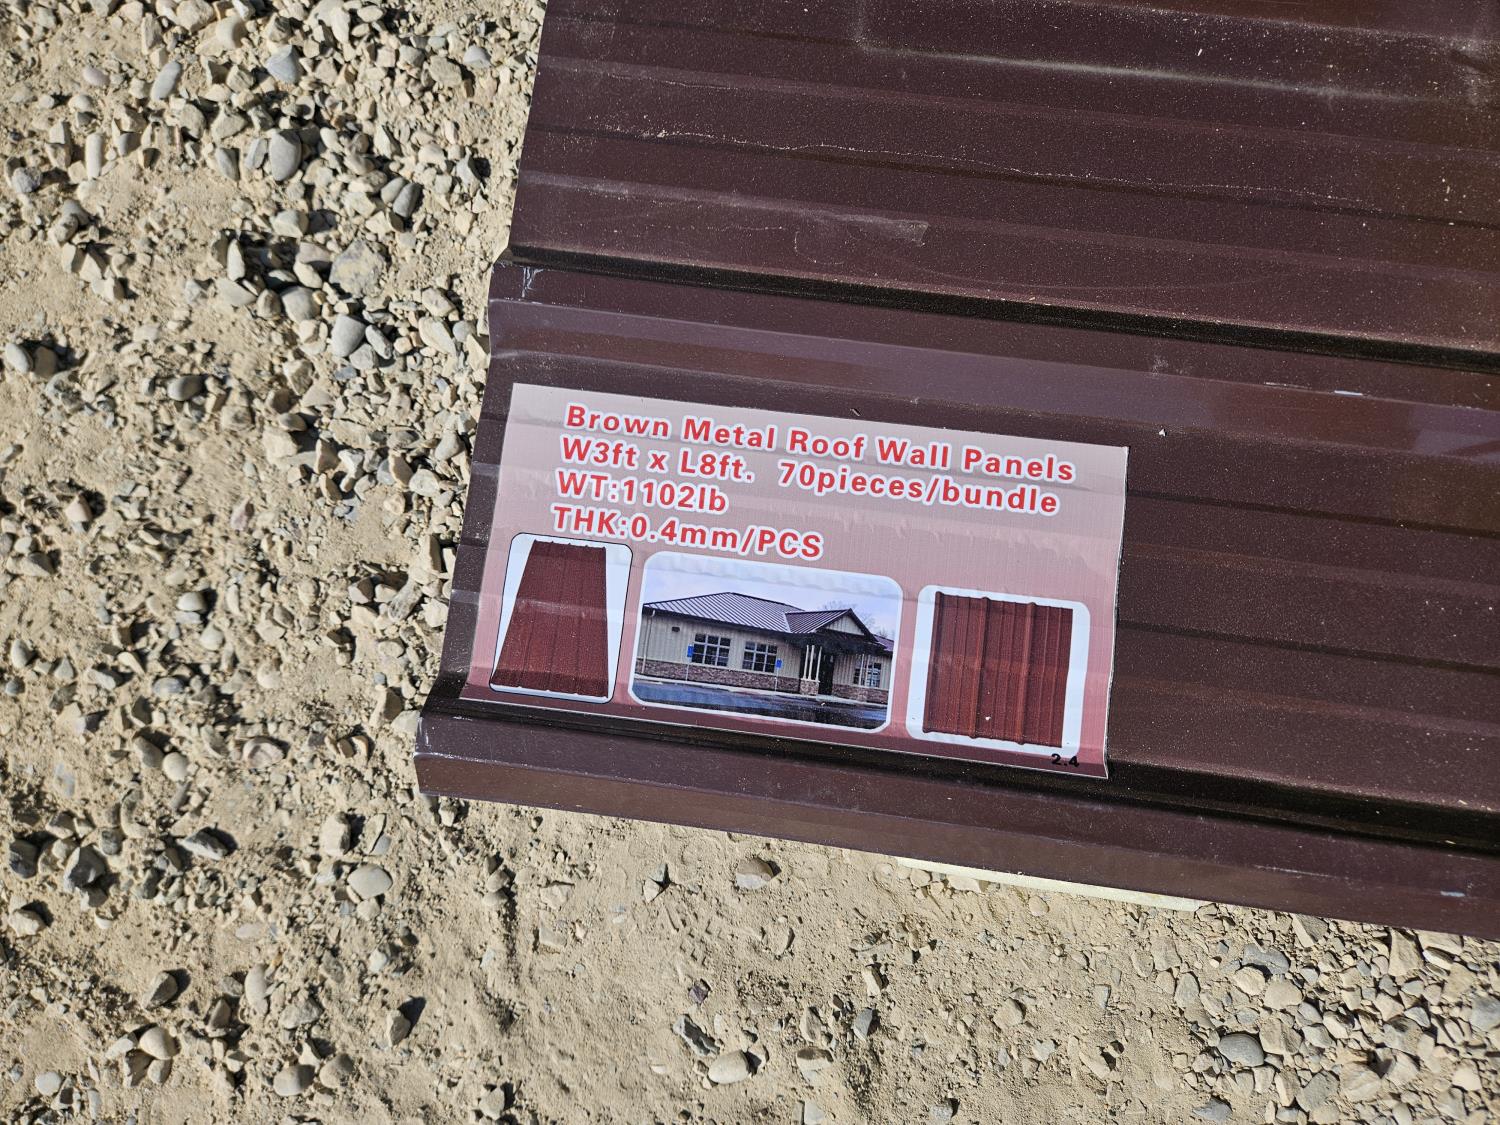 Brown Metal Roof Wall Panels
W3ft x L8ft. 70pieces/bundle
WT:1102lb
THK:0.4mm/PCS
2.4